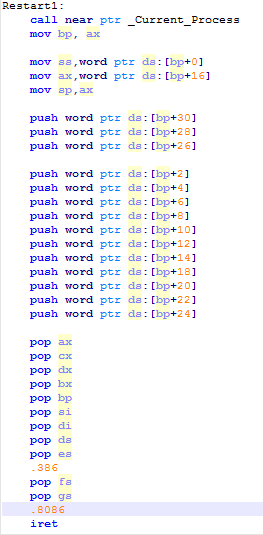 Restart1:
call near ptr _Current_Process
mov bp, ax
mov ss,word ptr ds:[bp+0]
mov ax,word ptr ds:[bp+16]
mov sp,ax
push word ptr ds:[bp+30]
push word ptr ds:[bp+28]
push word ptr ds:[bp+26]
push word ptr ds:[bp+2]
push word ptr ds:[bp+4]
push word ptr ds:[bp+6]
push word ptr ds:[bp+8]
push word ptr ds:[bp+10]
push word ptr ds:[bp+12]
push word ptr ds:[bp+14]
push word ptr ds:[bp+18]
push word ptr ds:[bp+20]
push word ptr ds:[bp+22]
push word ptr ds:[bp+24]
pop ax
pop cx
pop dx
pop bx
pop bp
pop si
pop di
pop ds
pop es
.386
pop fs
pop gs
.8086
iret